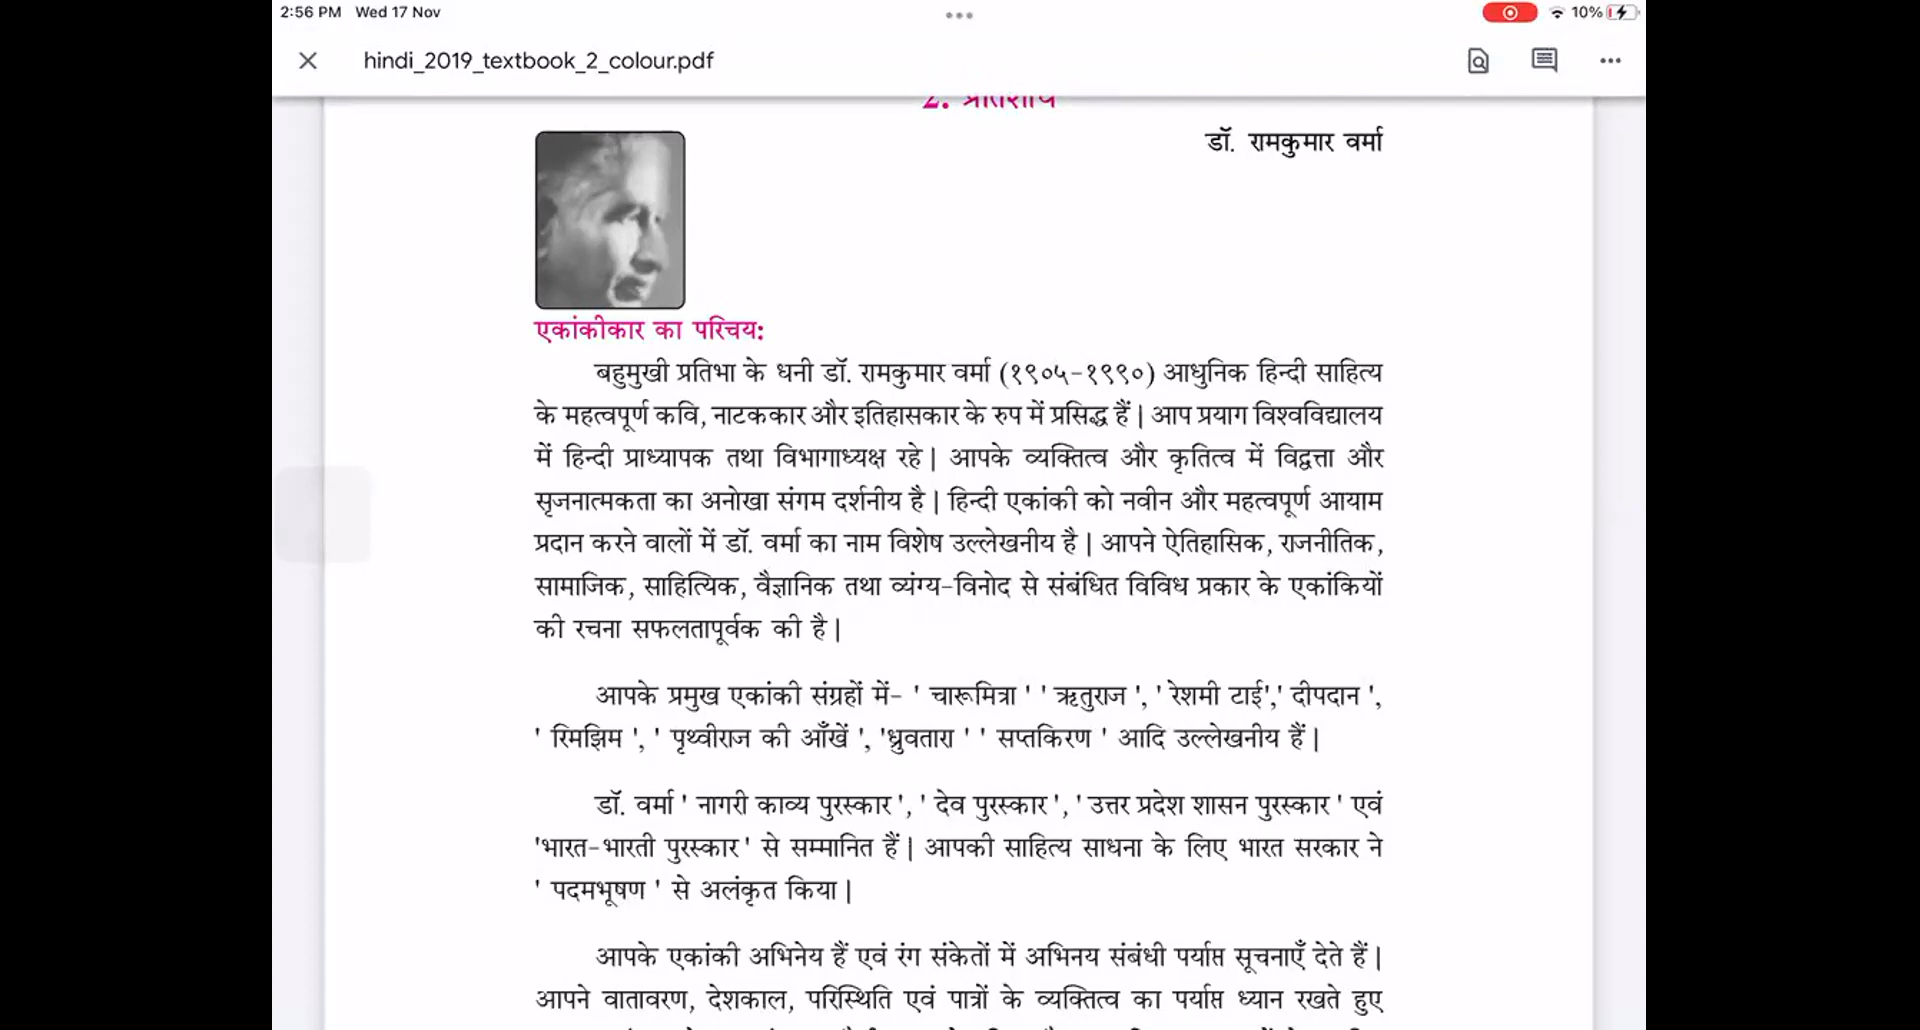 2:56 PM Wed 17 Nov
10%
hindi_2019_textbook_2_colour.pdf
2. प्रतिशोध
डॉ. रामकुमार वर्मा
एकांकीकार का परिचय:
बहुमुखी प्रतिभा के धनी डॉ. रामकुमार वर्मा (१९०५-१९९०) आधुनिक हिन्दी साहित्य
के महत्वपूर्ण कवि, नाटककार और इतिहासकार के रुप में प्रसिद्ध हैं | आप प्रयाग विश्वविद्यालय
में हिन्दी प्राध्यापक तथा विभागाध्यक्ष रहे | आपके व्यक्तित्व और कृतित्व में विद्वत्ता और
सृजनात्मकता का अनोखा संगम दर्शनीय है | हिन्दी एकांकी को नवीन और महत्वपूर्ण आयाम
प्रदान करने वालों में डॉ. वर्मा का नाम विशेष उल्लेखनीय है | आपने ऐतिहासिक, राजनीतिक,
सामाजिक, साहित्यिक, वैज्ञानिक तथा व्यंग्य-विनोद से संबंधित विविध प्रकार के एकांकियों
की रचना सफलतापूर्वक की है |
आपके प्रमुख एकांकी संग्रहों में- ' चारूमित्रा ' ' ऋतुराज ', ' रेशमी टाई',' दीपदान ',
' रिमझिम ', ' पृथ्वीराज की आँखें ', 'ध्रुवतारा ' ' सप्तकिरण ' आदि उल्लेखनीय हैं |
डॉ. वर्मा ' नागरी काव्य पुरस्कार ', ' देव पुरस्कार ', ' उत्तर प्रदेश शासन पुरस्कार ' एवं
'भारत-भारती पुरस्कार ' से सम्मानित हैं | आपकी साहित्य साधना के लिए भारत सरकार ने
' पदमभूषण ' से अलंकृत किया |
आपके एकांकी अभिनेय हैं एवं रंग संकेतों में अभिनय संबंधी पर्याप्त सूचनाएँ देते हैं |
आपने वातावरण, देशकाल, परिस्थिति एवं पात्रों के व्यक्तित्व का पर्याप्त ध्यान रखते हुए